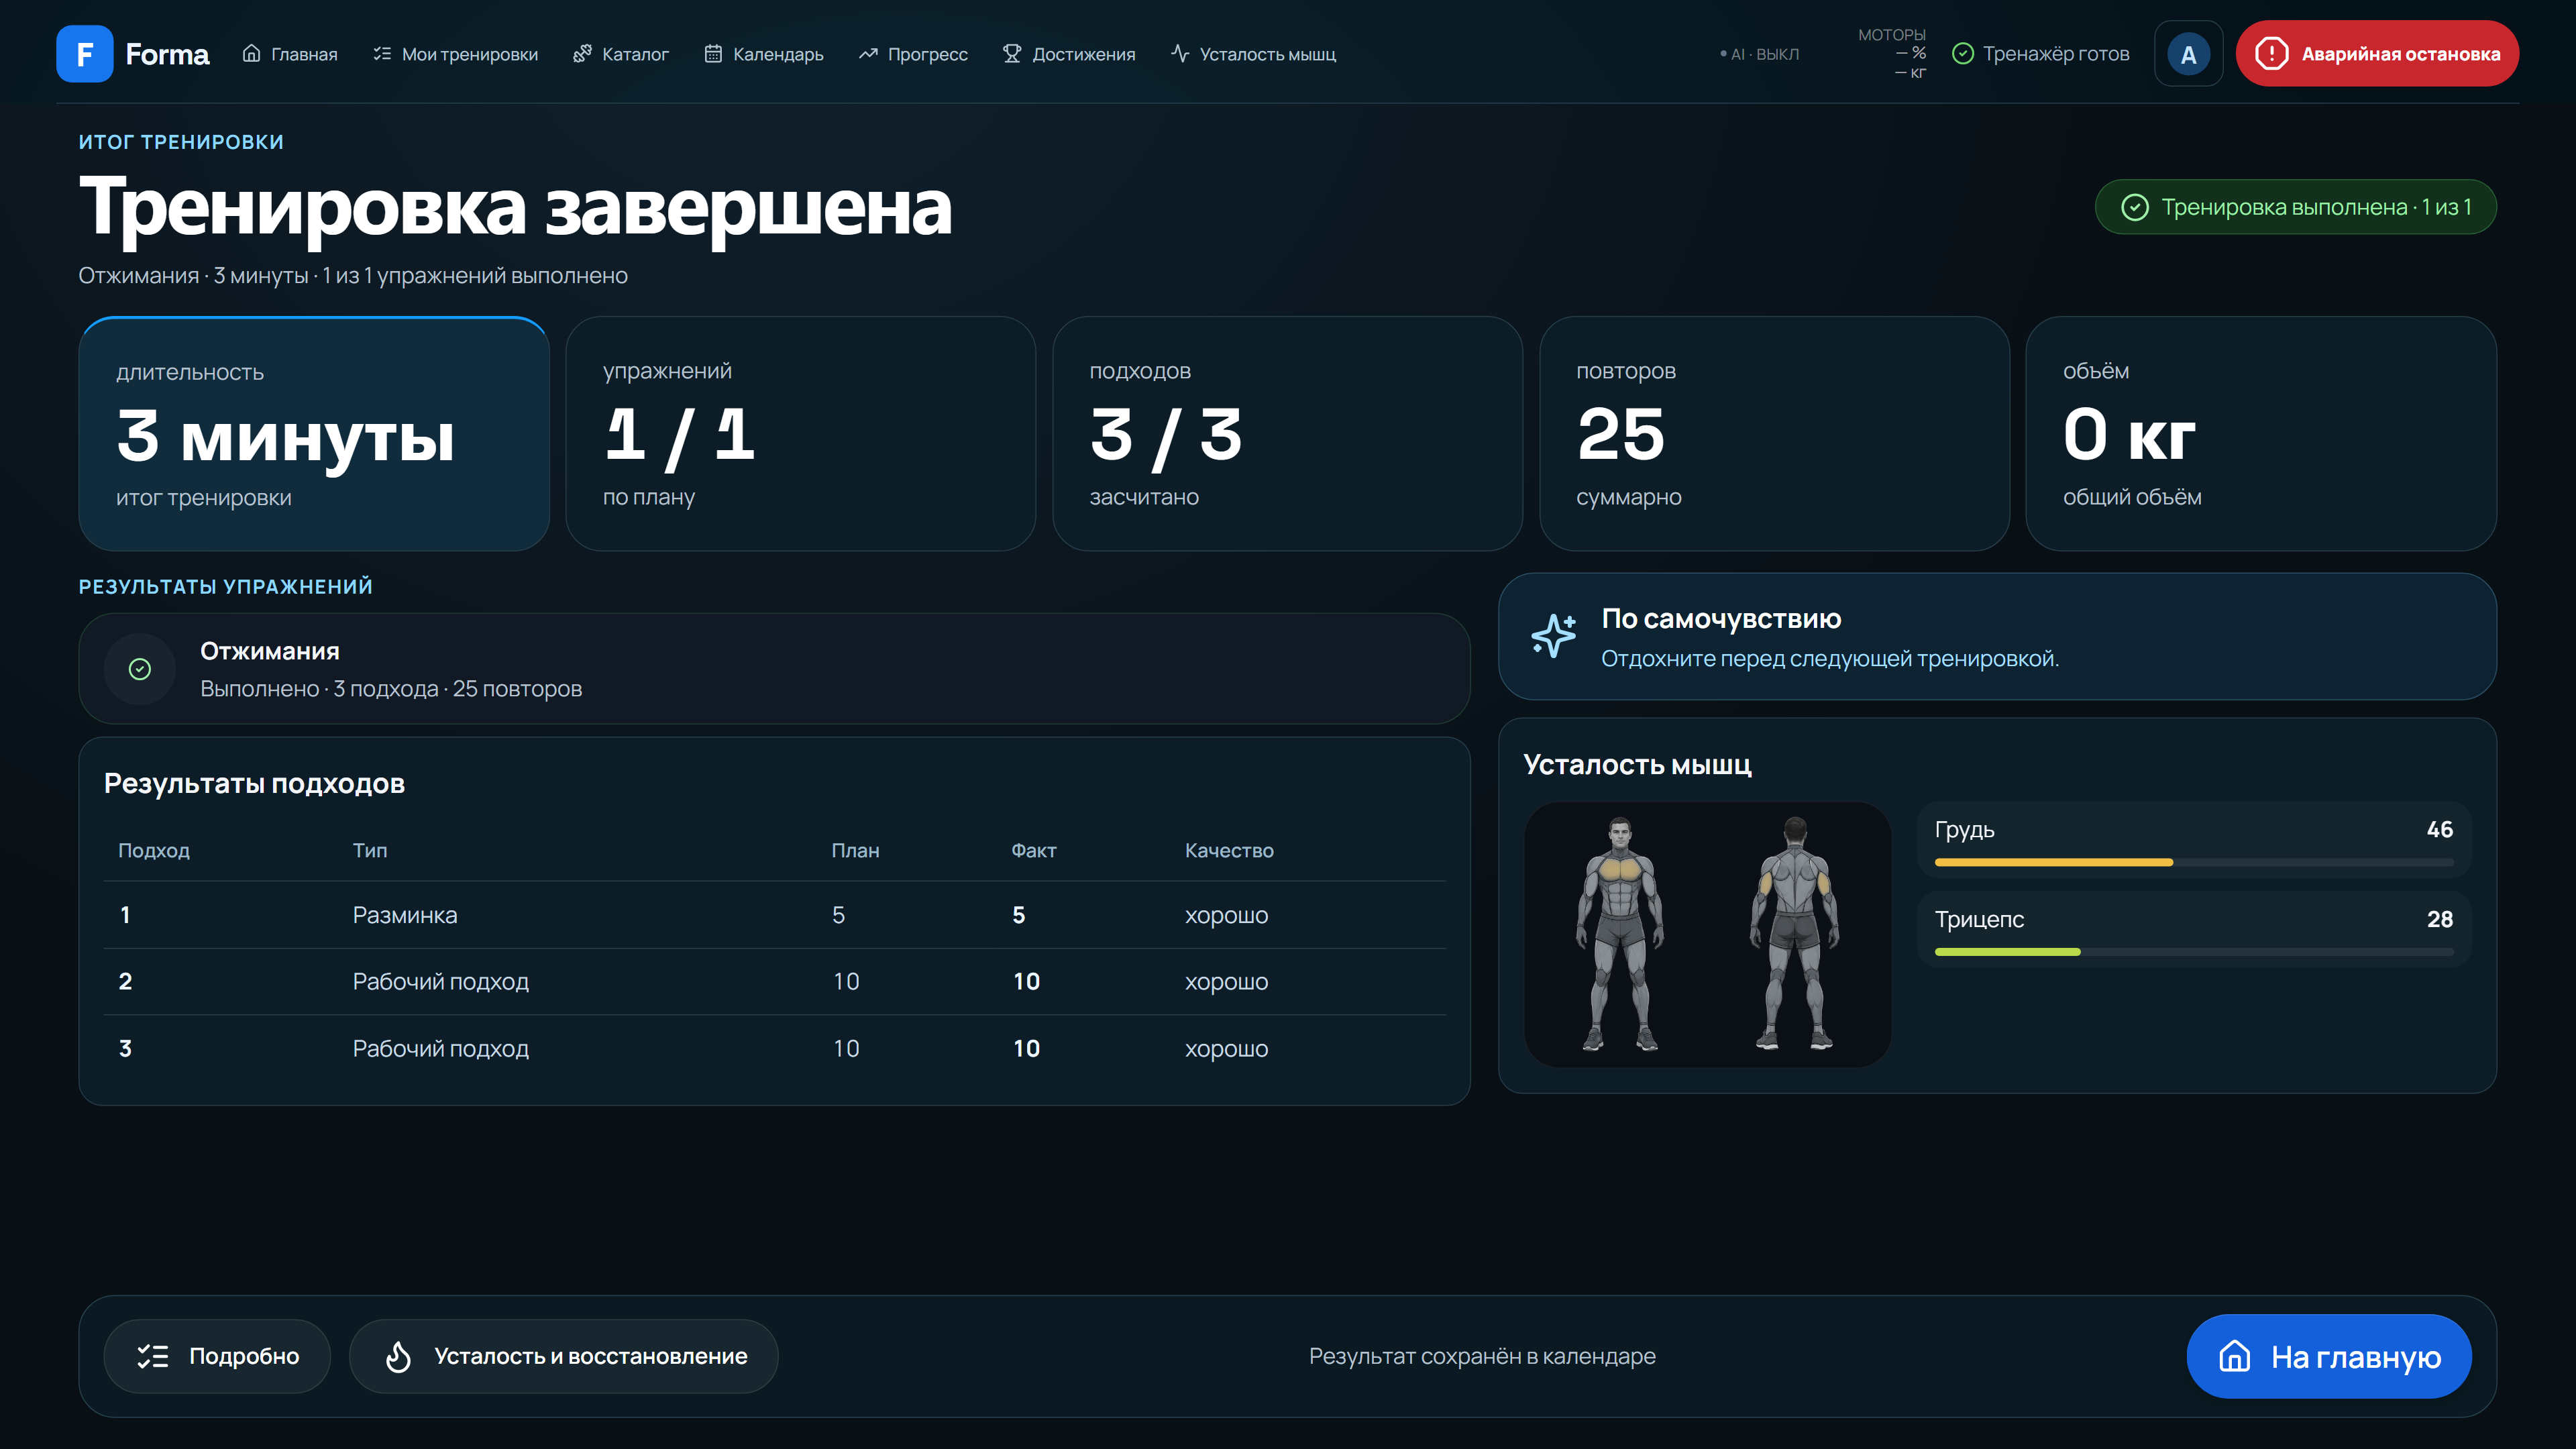 F Forma Главная Мои тренировки Каталог Календарь Прогресс Достижения Усталость мышц
AI · ВЫКЛ
МОТОРЫ
— %
— кг
Тренажёр готов
A
Аварийная остановка
ИТОГ ТРЕНИРОВКИ
Тренировка завершена
Тренировка выполнена · 1 из 1
Отжимания · 3 минуты · 1 из 1 упражнений выполнено
длительность
3 минуты
итог тренировки
упражнений
1 / 1
по плану
подходов
3 / 3
засчитано
повторов
25
суммарно
объём
0 кг
общий объём
РЕЗУЛЬТАТЫ УПРАЖНЕНИЙ
Отжимания
Выполнено · 3 подхода · 25 повторов
Результаты подходов
Подход Тип План Факт Качество
1 Разминка 5 5 хорошо
2 Рабочий подход 10 10 хорошо
3 Рабочий подход 10 10 хорошо
По самочувствию
Отдохните перед следующей тренировкой.
Усталость мышц
Грудь 46
Трицепс 28
Подробно
Усталость и восстановление
Результат сохранён в календаре
На главную